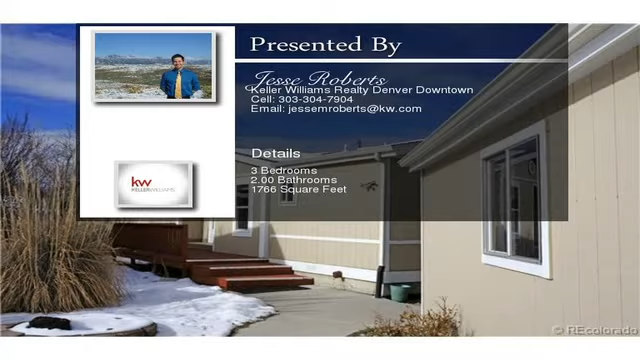 Presented By
Jesse Roberts
Keller Williams Realty Denver Downtown
Cell: 303-304-7904
Email: jessemroberts@kw.com
kw
KELLERWILLIAMS
Details
3 Bedrooms
2.00 Bathrooms
1766 Square Feet
© REcolorado